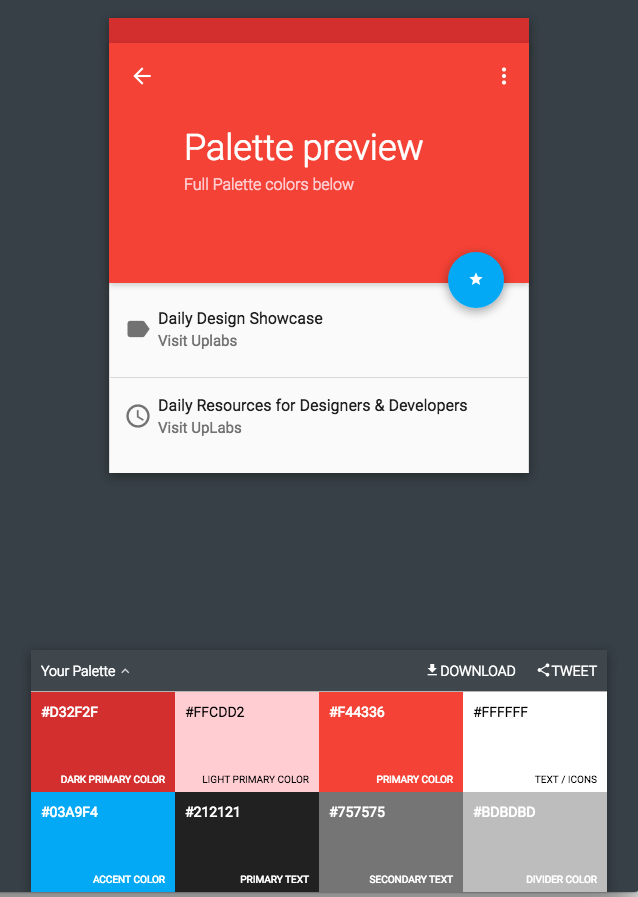 Palette preview
Full Palette colors below
Daily Design Showcase
Visit Uplabs
Daily Resources for Designers & Developers
Visit UpLabs
Your Palette DOWNLOAD TWEET
#D32F2F #FFCDD2 #F44336 #FFFFFF
DARK PRIMARY COLOR LIGHT PRIMARY COLOR PRIMARY COLOR TEXT / ICONS
#03A9F4 #212121 #757575 #BDBDBD
ACCENT COLOR PRIMARY TEXT SECONDARY TEXT DIVIDER COLOR